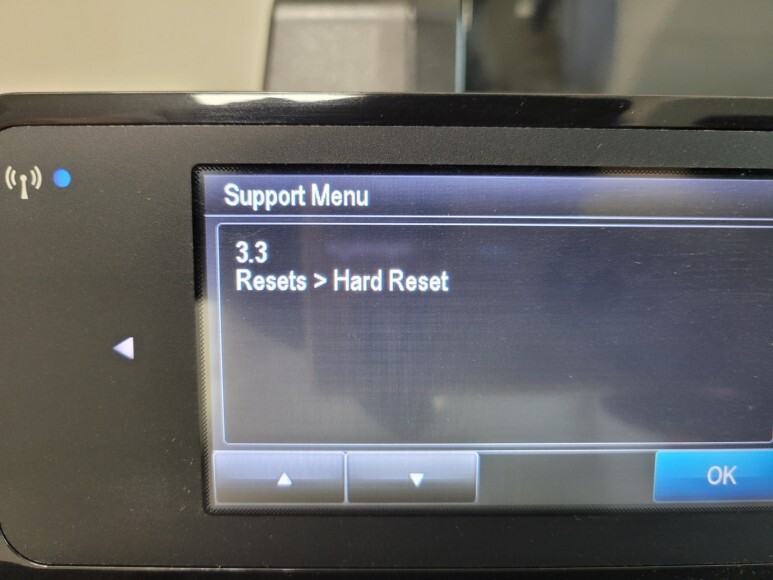 Support Menu
3.3
Resets > Hard Reset
OK